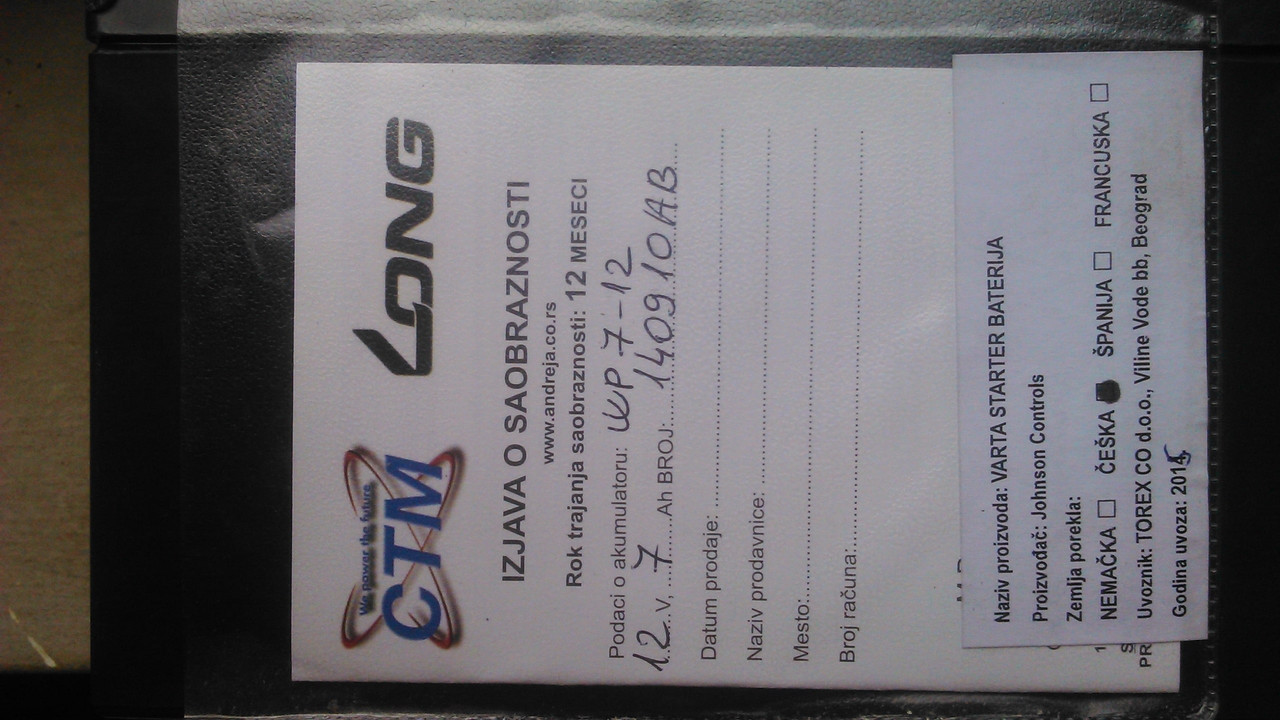 We power the future
CTM
LONG
IZJAVA O SAOBRAZNOSTI
www.andreja.co.rs
Rok trajanja saobraznosti: 12 MESECI
Podaci o akumulatoru: WP 7-12
12 V, 7 Ah BROJ: 140910AB
Datum prodaje:
Naziv prodavnice:
Mesto:
Broj računa:
Naziv proizvoda: VARTA STARTER BATERIJA
Proizvođač: Johnson Controls
Zemlja porekla:
NEMAČKA ČEŠKA ŠPANIJA FRANCUSKA
Uvoznik: TOREX CO d.o.o., Viline Vode bb, Beograd
Godina uvoza: 2015